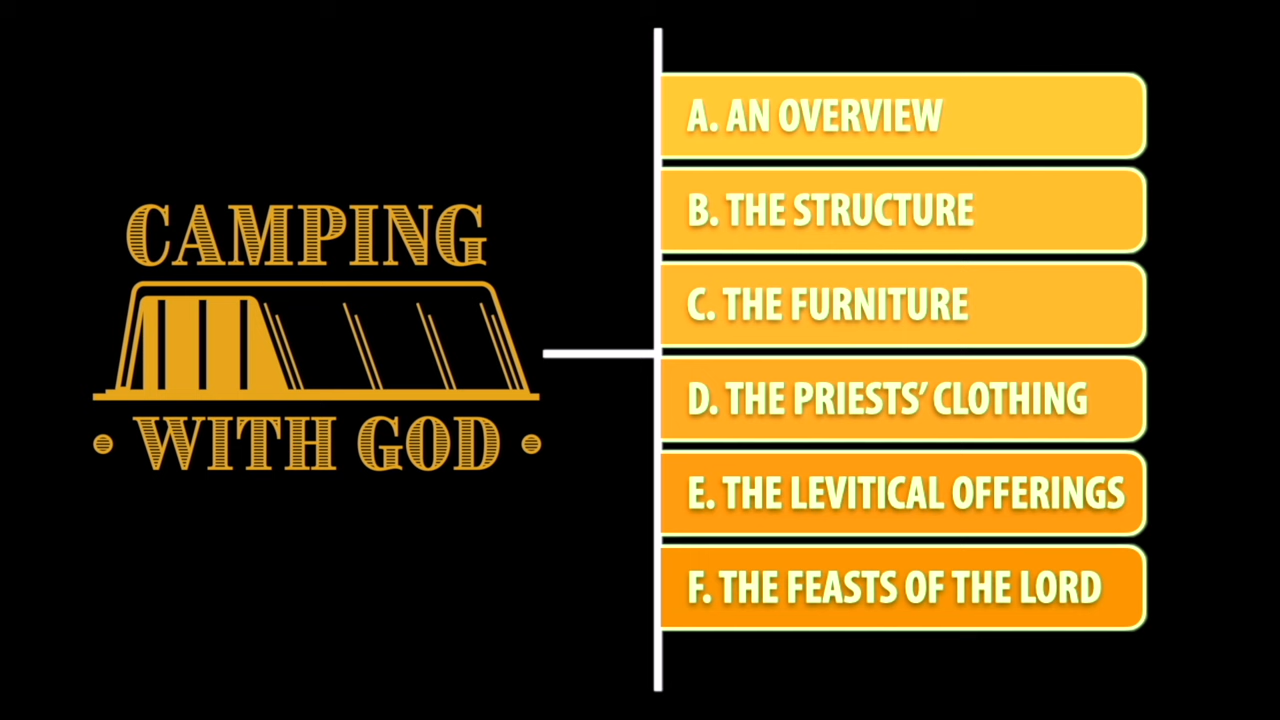 CAMPING
• WITH GOD •
A. AN OVERVIEW
B. THE STRUCTURE
C. THE FURNITURE
D. THE PRIESTS’ CLOTHING
E. THE LEVITICAL OFFERINGS
F. THE FEASTS OF THE LORD